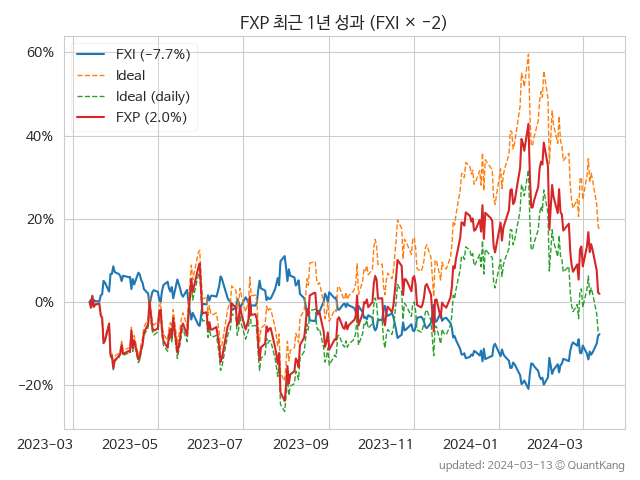 FXP 최근 1년 성과 (FXI × −2)
FXI (−7.7%)
Ideal
Ideal (daily)
FXP (2.0%)
60%
40%
20%
0%
−20%
2023-03 2023-05 2023-07 2023-09 2023-11 2024-01 2024-03
updated: 2024-03-13 © QuantKang